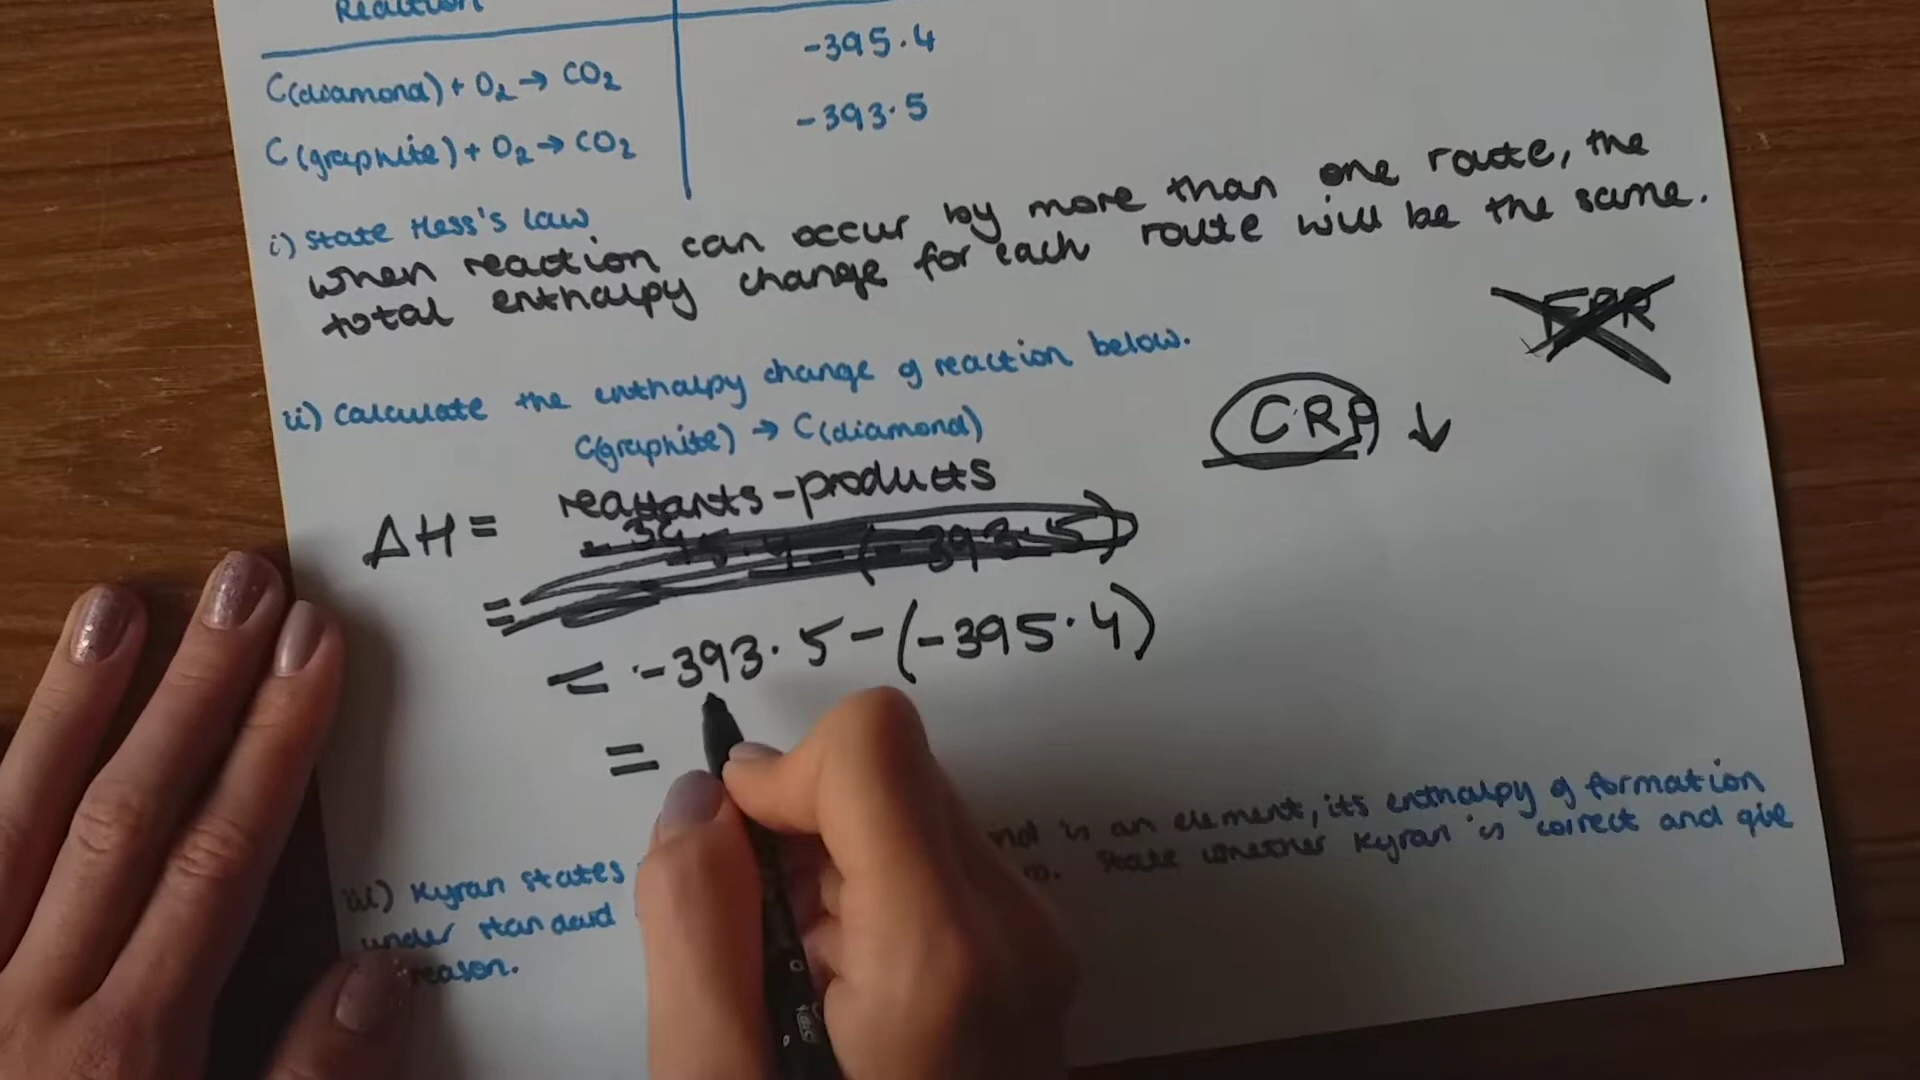 Reaction
-395.4
C(diamond) + O2 → CO2
-393.5
C(graphite) + O2 → CO2
i) State Hess's law
when reaction can occur by more than one route, the
total enthalpy change for each route will be the same.
ii) Calculate the enthalpy change of reaction below.
C(graphite) → C(diamond)
CRP ↓
reactants - products
ΔH =
=
= -393.5 - (-395.4)
=
iii) Kyran states is an element, its enthalpy of formation
under standard State whether Kyran is correct and give
reason.